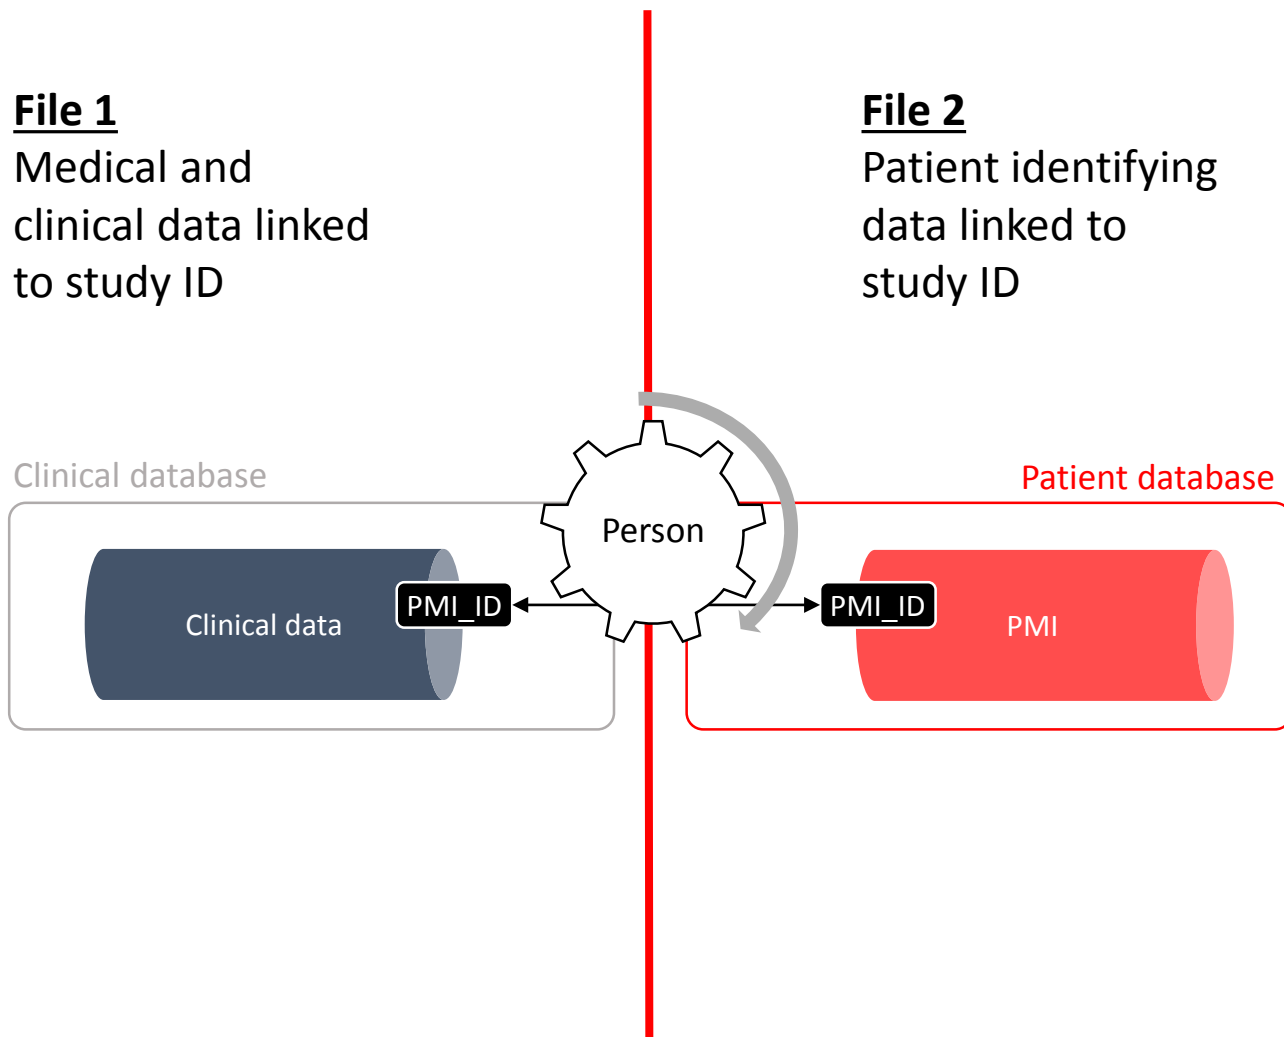 File 1
Medical and
clinical data linked
to study ID
File 2
Patient identifying
data linked to
study ID
Clinical database
Patient database
Person
Clinical data
PMI_ID
PMI_ID
PMI